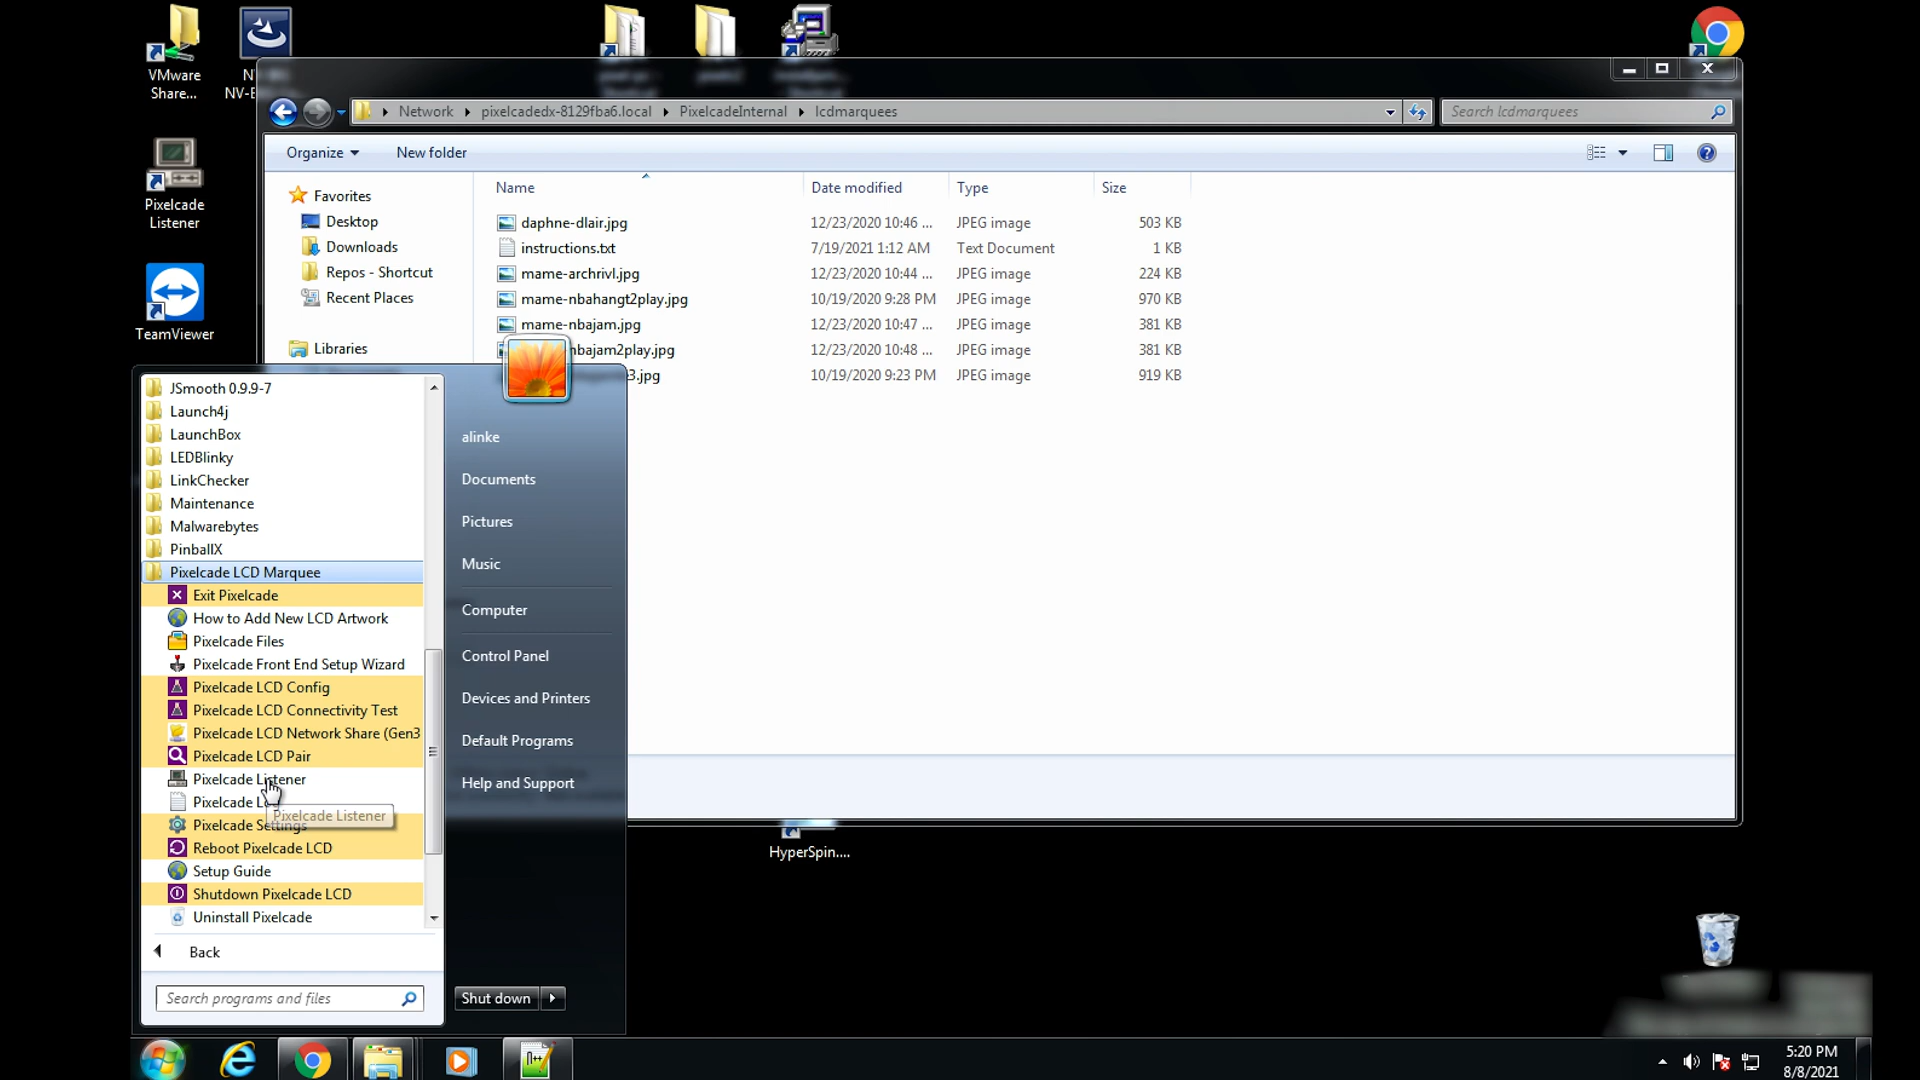 VMware
Share...
NV-E
Pixelcade
Listener
TeamViewer
Network
pixelcadedx-8129fba6.local
PixelcadeInternal
lcdmarquees
Search lcdmarquees
Organize
New folder
Favorites
Desktop
Downloads
Repos - Shortcut
Recent Places
Libraries
Name Date modified Type Size
daphne-dlair.jpg 12/23/2020 10:46 ... JPEG image 503 KB
instructions.txt 7/19/2021 1:12 AM Text Document 1 KB
mame-archrivl.jpg 12/23/2020 10:44 ... JPEG image 224 KB
mame-nbahangt2play.jpg 10/19/2020 9:28 PM JPEG image 970 KB
mame-nbajam.jpg 12/23/2020 10:47 ... JPEG image 381 KB
nbajam2play.jpg 12/23/2020 10:48 ... JPEG image 381 KB
3.jpg 10/19/2020 9:23 PM JPEG image 919 KB
JSmooth 0.9.9-7
Launch4j
LaunchBox
LEDBlinky
LinkChecker
Maintenance
Malwarebytes
PinballX
Pixelcade LCD Marquee
Exit Pixelcade
How to Add New LCD Artwork
Pixelcade Files
Pixelcade Front End Setup Wizard
Pixelcade LCD Config
Pixelcade LCD Connectivity Test
Pixelcade LCD Network Share (Gen3
Pixelcade LCD Pair
Pixelcade Listener
Pixelcade
Pixelcade Listener
Pixelcade Settings
Reboot Pixelcade LCD
Setup Guide
Shutdown Pixelcade LCD
Uninstall Pixelcade
Back
Search programs and files
alinke
Documents
Pictures
Music
Computer
Control Panel
Devices and Printers
Default Programs
Help and Support
Shut down
HyperSpin....
5:20 PM
8/8/2021